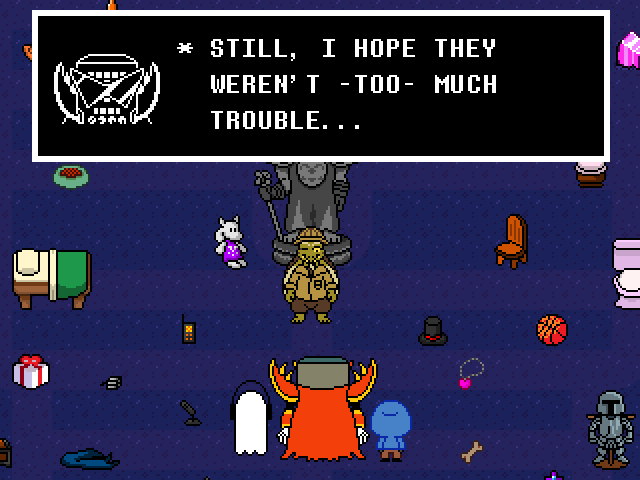 * STILL, I HOPE THEY
WEREN'T -TOO- MUCH
TROUBLE...